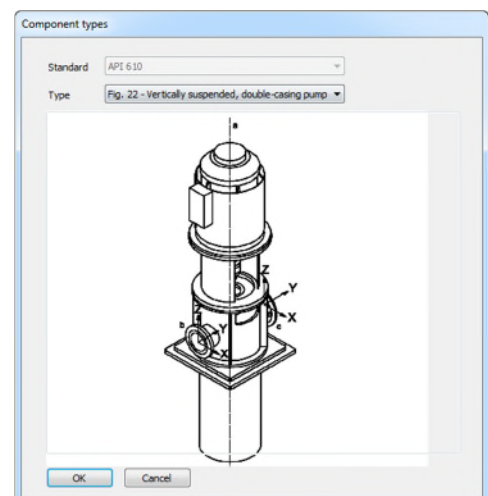 Component types
Standard API 610
Type Fig. 22 - Vertically suspended, double-casing pump
a
Z
Y
X
c
Z
b
Y
X
OK Cancel